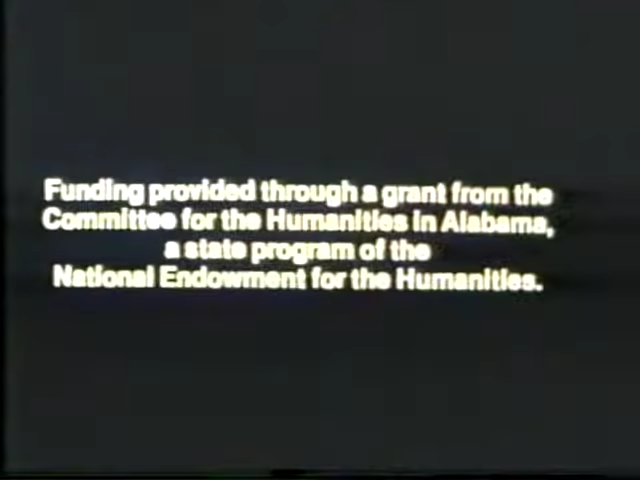 Funding provided through a grant from the
Committee for the Humanities in Alabama,
a state program of the
National Endowment for the Humanities.